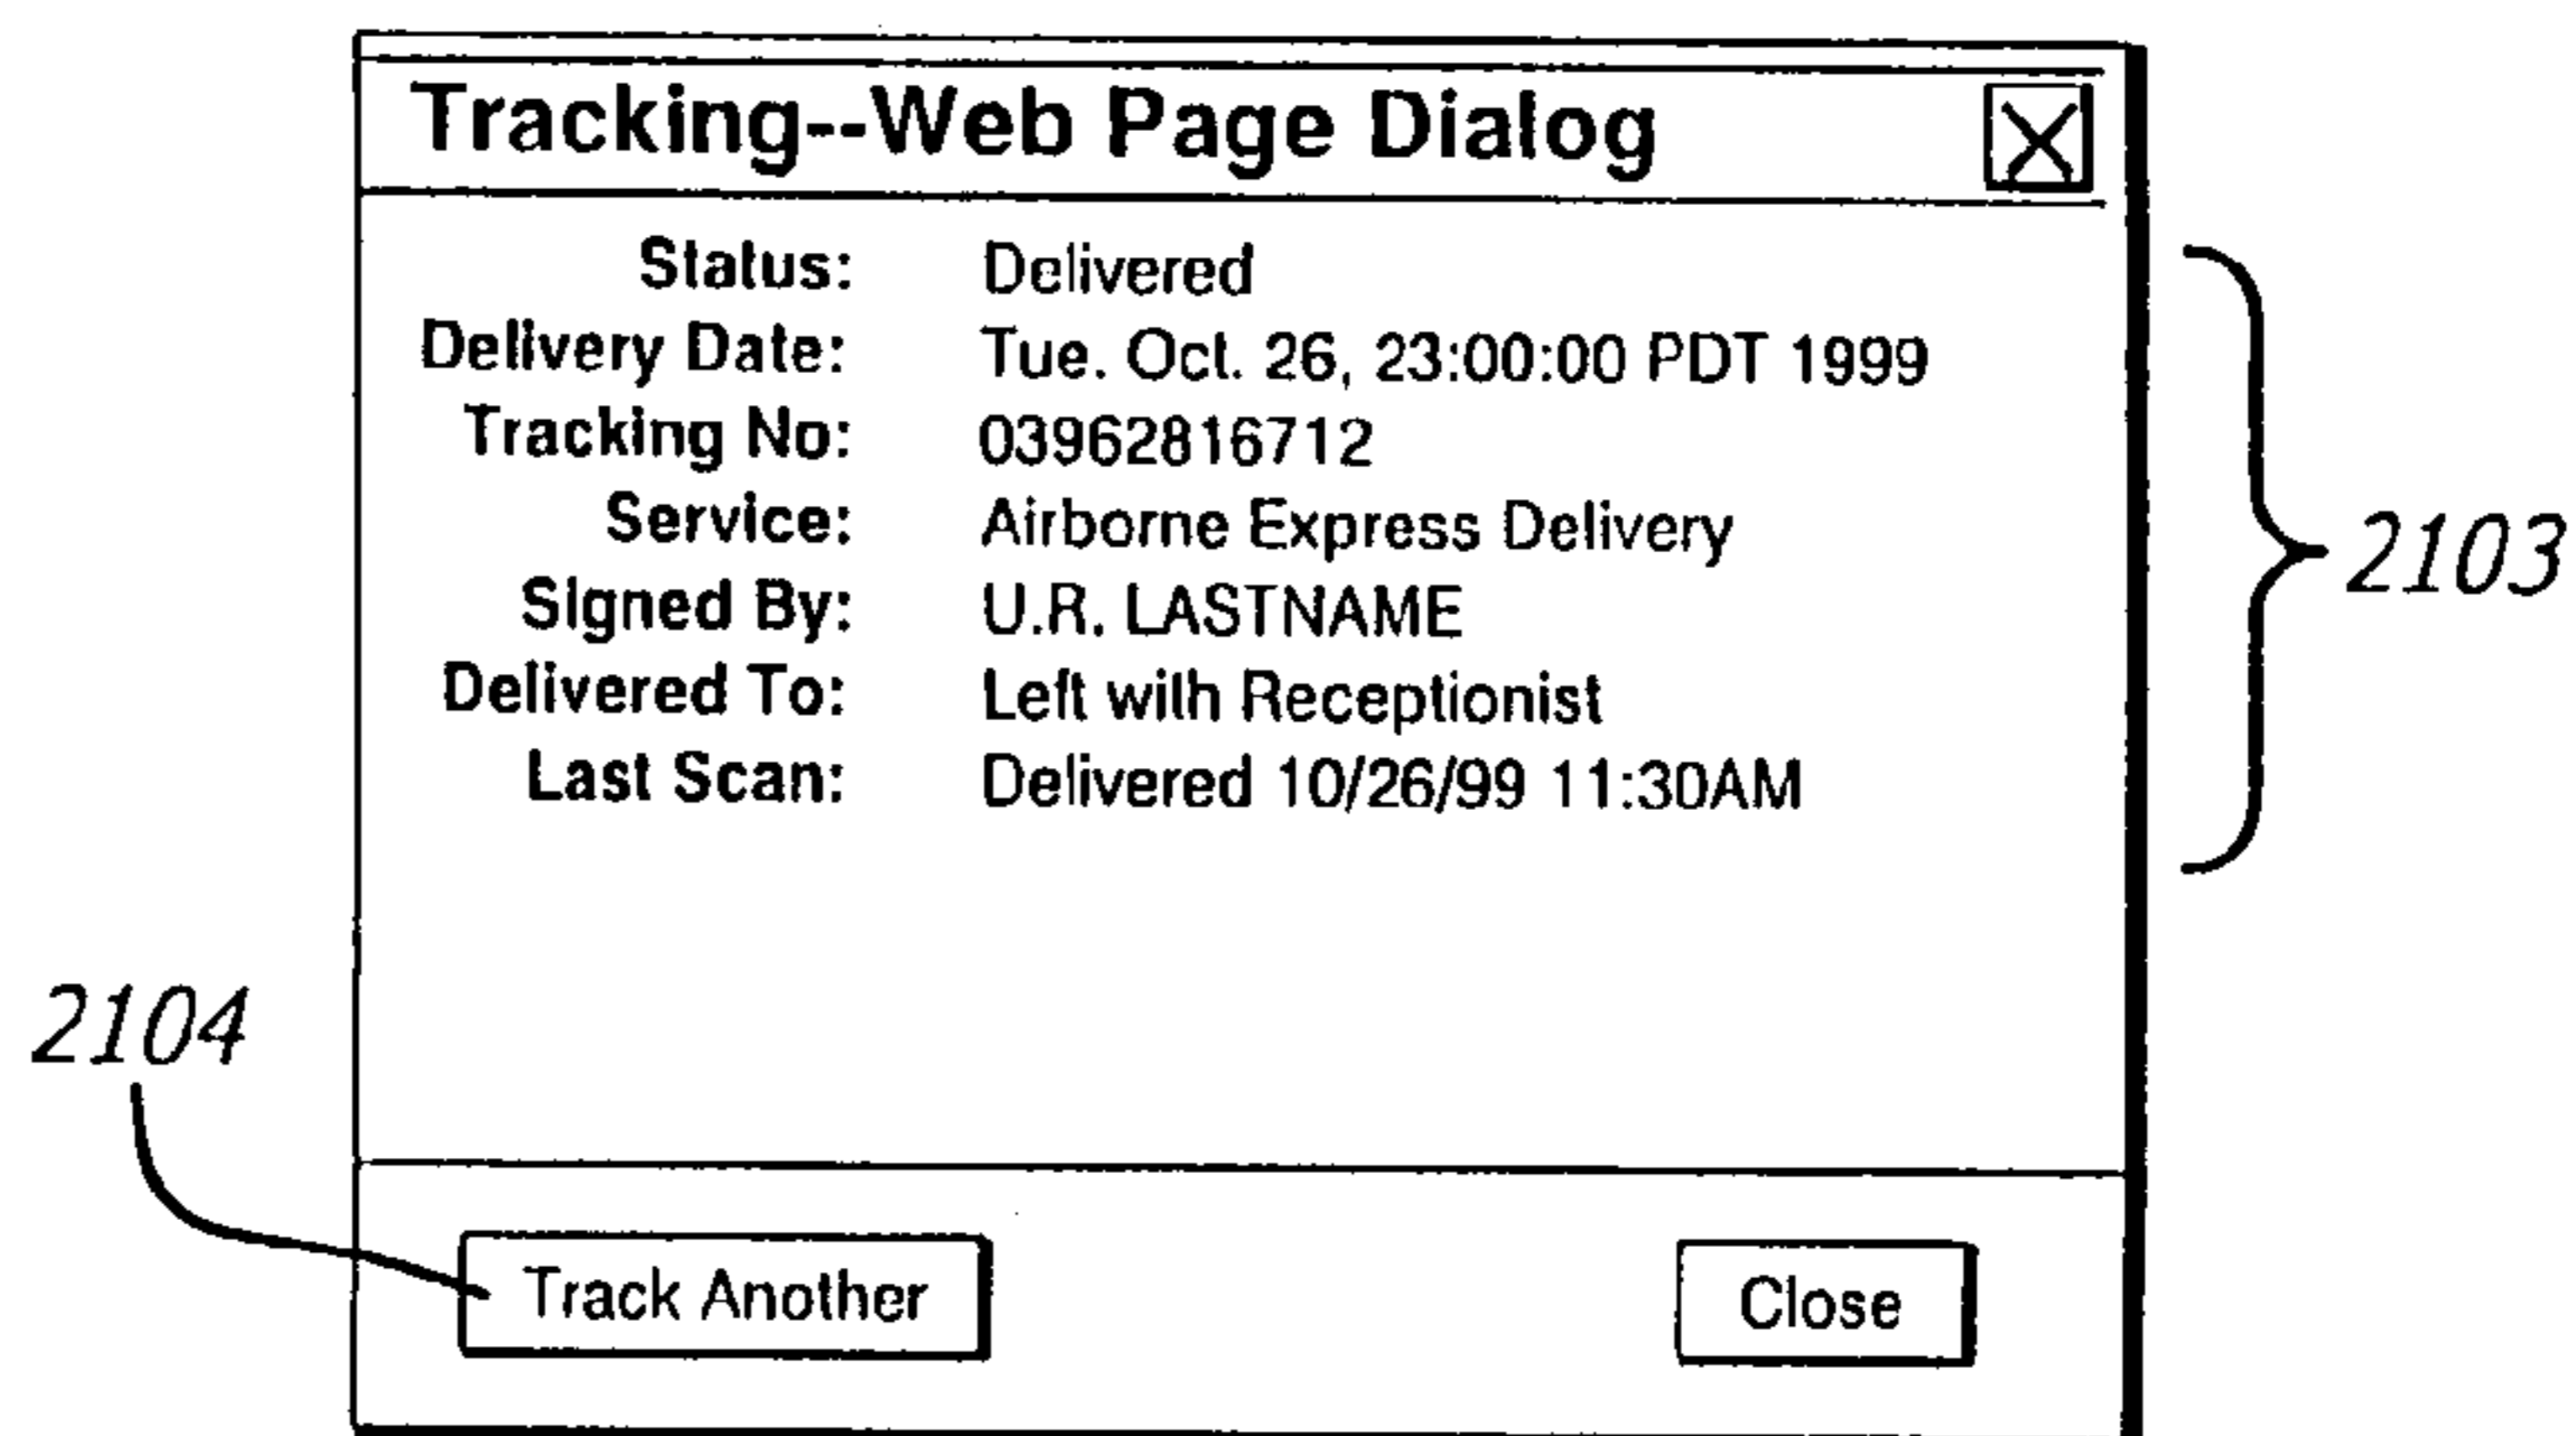 Tracking--Web Page Dialog
Status: Delivered
Delivery Date: Tue. Oct. 26, 23:00:00 PDT 1999
Tracking No: 03962816712
Service: Airborne Express Delivery
Signed By: U.R. LASTNAME
Delivered To: Left with Receptionist
Last Scan: Delivered 10/26/99 11:30AM
2103
2104
Track Another Close